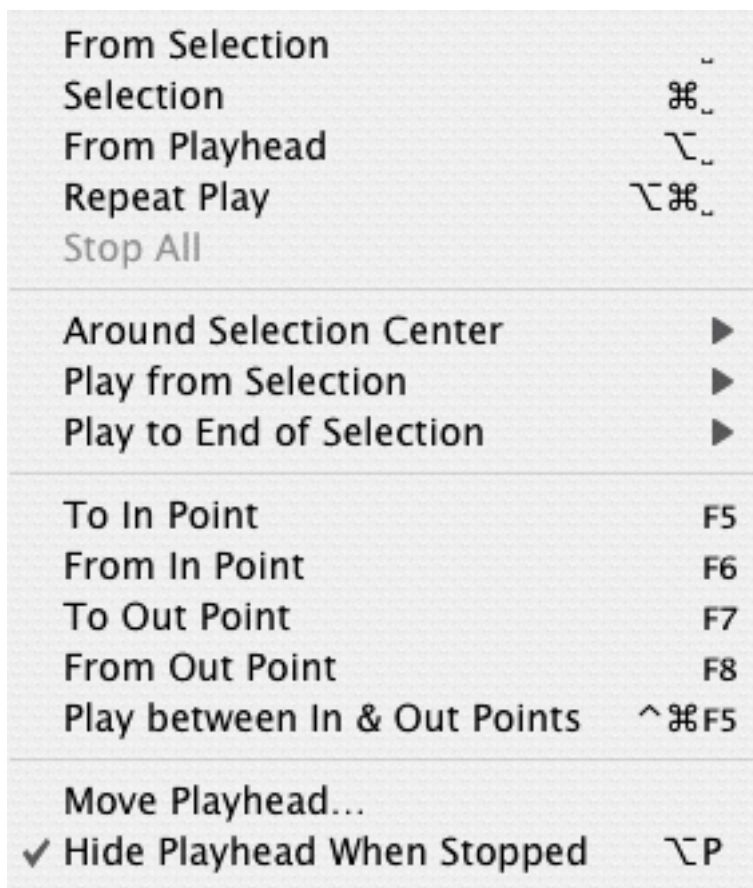 From Selection ˽
Selection ⌘˽
From Playhead ⌥˽
Repeat Play ⌥⌘˽
Stop All
Around Selection Center ▶
Play from Selection ▶
Play to End of Selection ▶
To In Point F5
From In Point F6
To Out Point F7
From Out Point F8
Play between In & Out Points ^⌘F5
Move Playhead...
✓ Hide Playhead When Stopped ⌥P